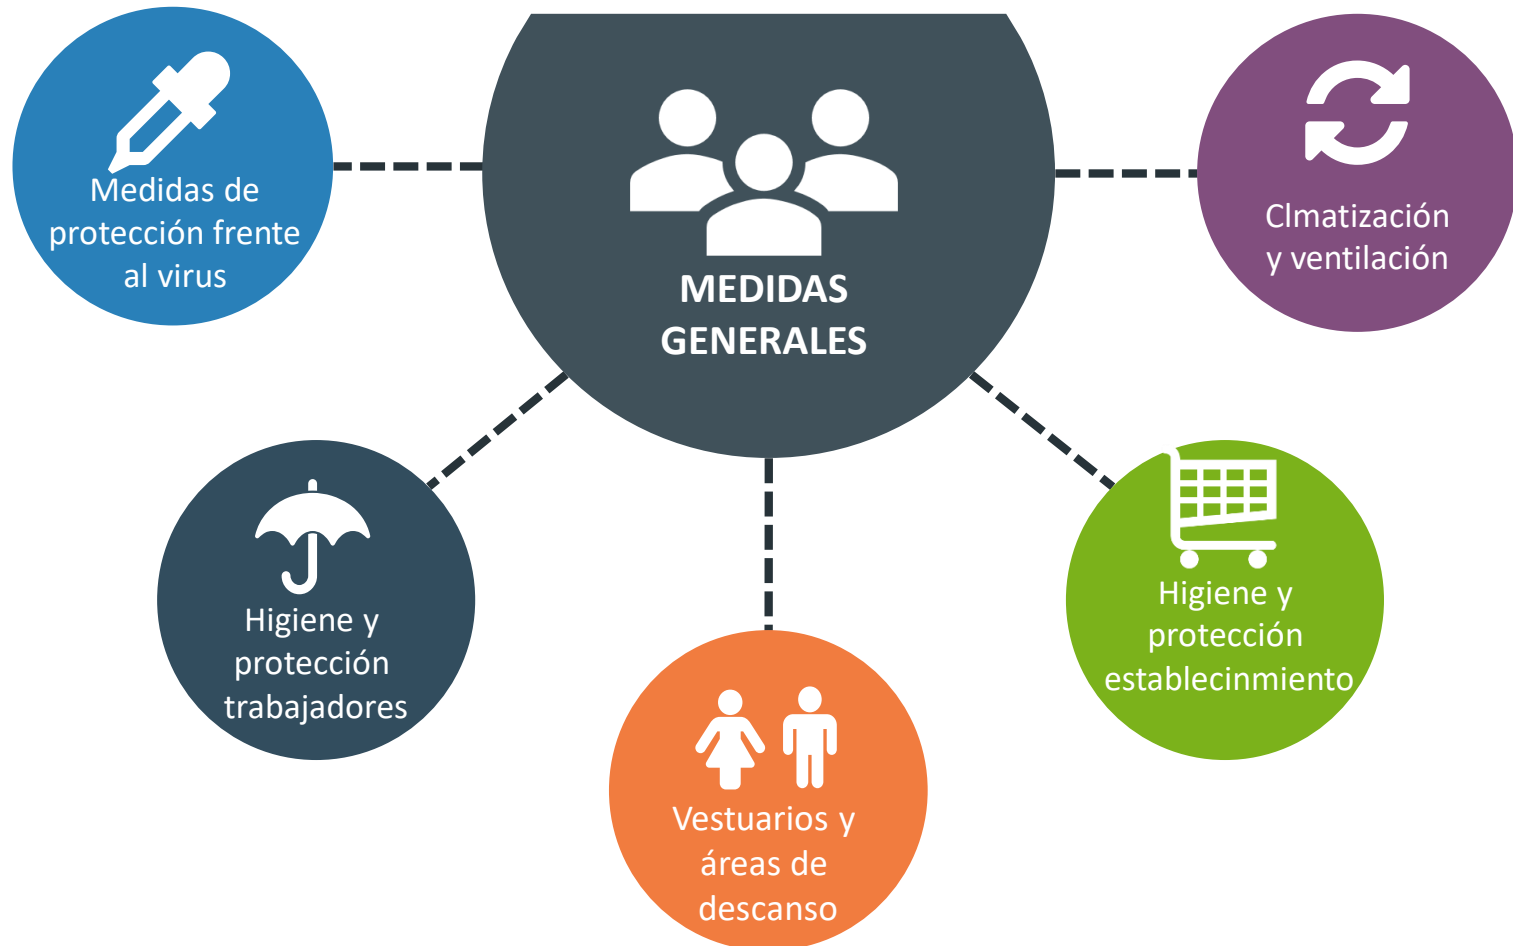 Medidas de
protección frente
al virus
MEDIDAS
GENERALES
Clmatización
y ventilación
Higiene y
protección
trabajadores
Vestuarios y
áreas de
descanso
Higiene y
protección
establecinmiento